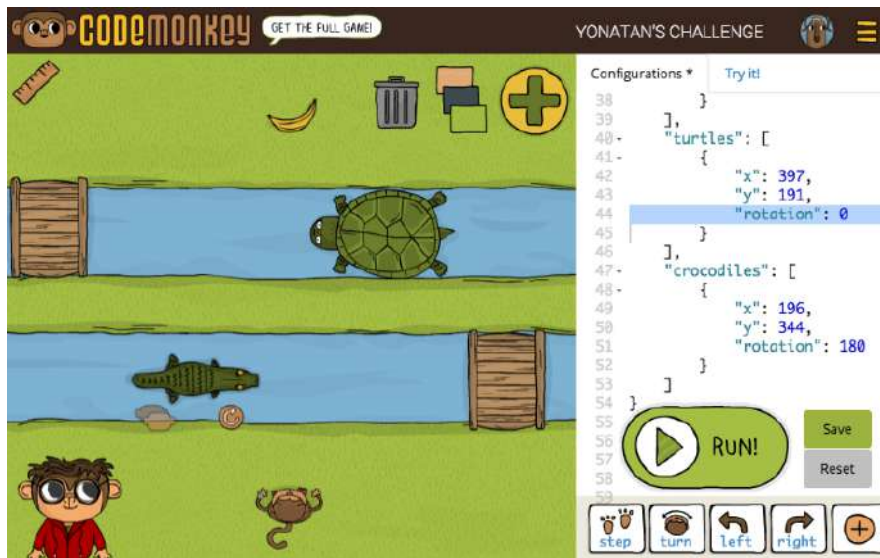 CODEMONKEY
GET THE FULL GAME!
YONATAN'S CHALLENGE
Configurations *
Try it!
38 }
39 ],
40 - "turtles": [
41 - {
42 "x": 397,
43 "y": 191,
44 "rotation": 0
45 }
46 ],
47 - "crocodiles": [
48 - {
49 "x": 196,
50 "y": 344,
51 "rotation": 180
52 }
53 ]
54 }
55
56
57
58
59
RUN!
Save
Reset
step
turn
left
right